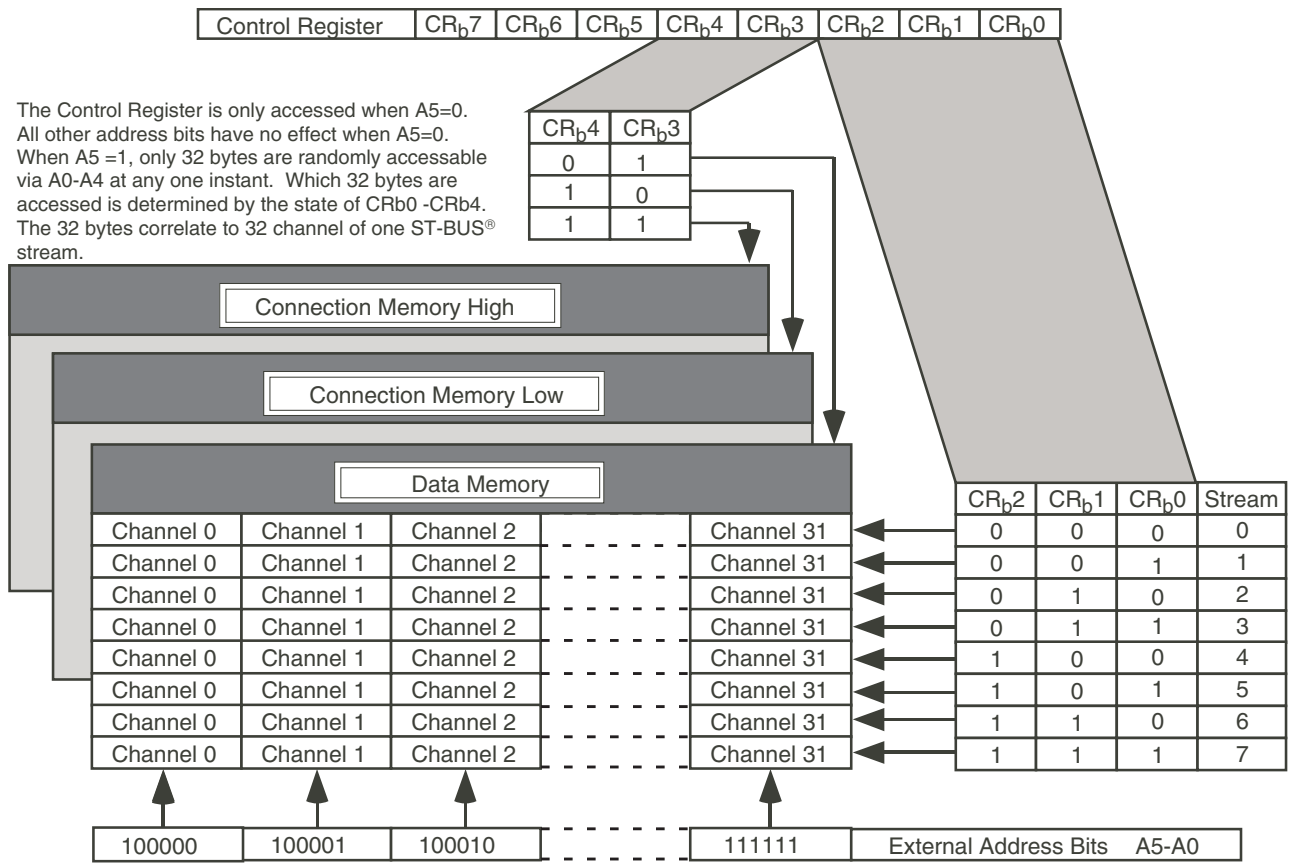 Control Register CRb7 CRb6 CRb5 CRb4 CRb3 CRb2 CRb1 CRb0
The Control Register is only accessed when A5=0.
All other address bits have no effect when A5=0.
When A5 =1, only 32 bytes are randomly accessable
via A0-A4 at any one instant. Which 32 bytes are
accessed is determined by the state of CRb0 -CRb4.
The 32 bytes correlate to 32 channel of one ST-BUS®
stream.
CRb4 CRb3
0 1
1 0
1 1
Connection Memory High
Connection Memory Low
Data Memory
CRb2 CRb1 CRb0 Stream
Channel 0 Channel 1 Channel 2 Channel 31 0 0 0 0
Channel 0 Channel 1 Channel 2 Channel 31 0 0 1 1
Channel 0 Channel 1 Channel 2 Channel 31 0 1 0 2
Channel 0 Channel 1 Channel 2 Channel 31 0 1 1 3
Channel 0 Channel 1 Channel 2 Channel 31 1 0 0 4
Channel 0 Channel 1 Channel 2 Channel 31 1 0 1 5
Channel 0 Channel 1 Channel 2 Channel 31 1 1 0 6
Channel 0 Channel 1 Channel 2 Channel 31 1 1 1 7
100000 100001 100010 111111 External Address Bits A5-A0